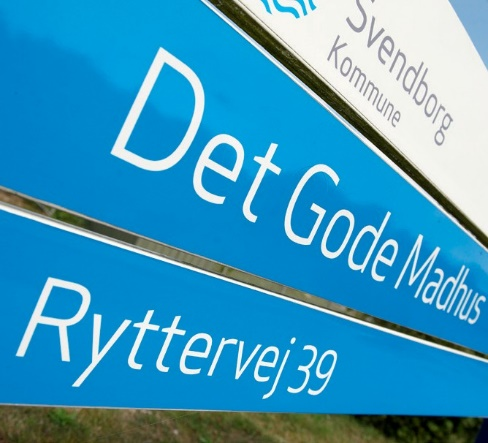 Svendborg
Kommune
Det Gode Madhus
Ryttervej 39